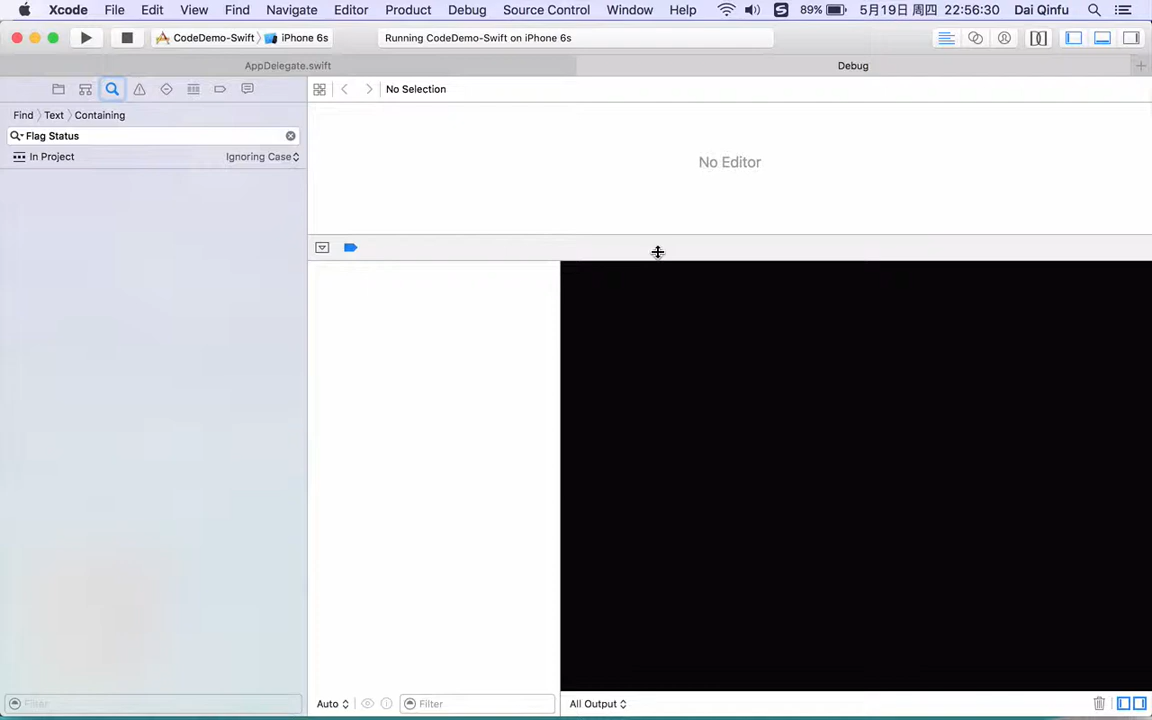 Xcode File Edit View Find Navigate Editor Product Debug Source Control Window Help 89% 5月19日 周四 22:56:30 Dai Qinfu
CodeDemo-Swift iPhone 6s Running CodeDemo-Swift on iPhone 6s
AppDelegate.swift Debug
No Selection
Find Text Containing
Flag Status
In Project Ignoring Case
No Editor
Filter Auto Filter All Output